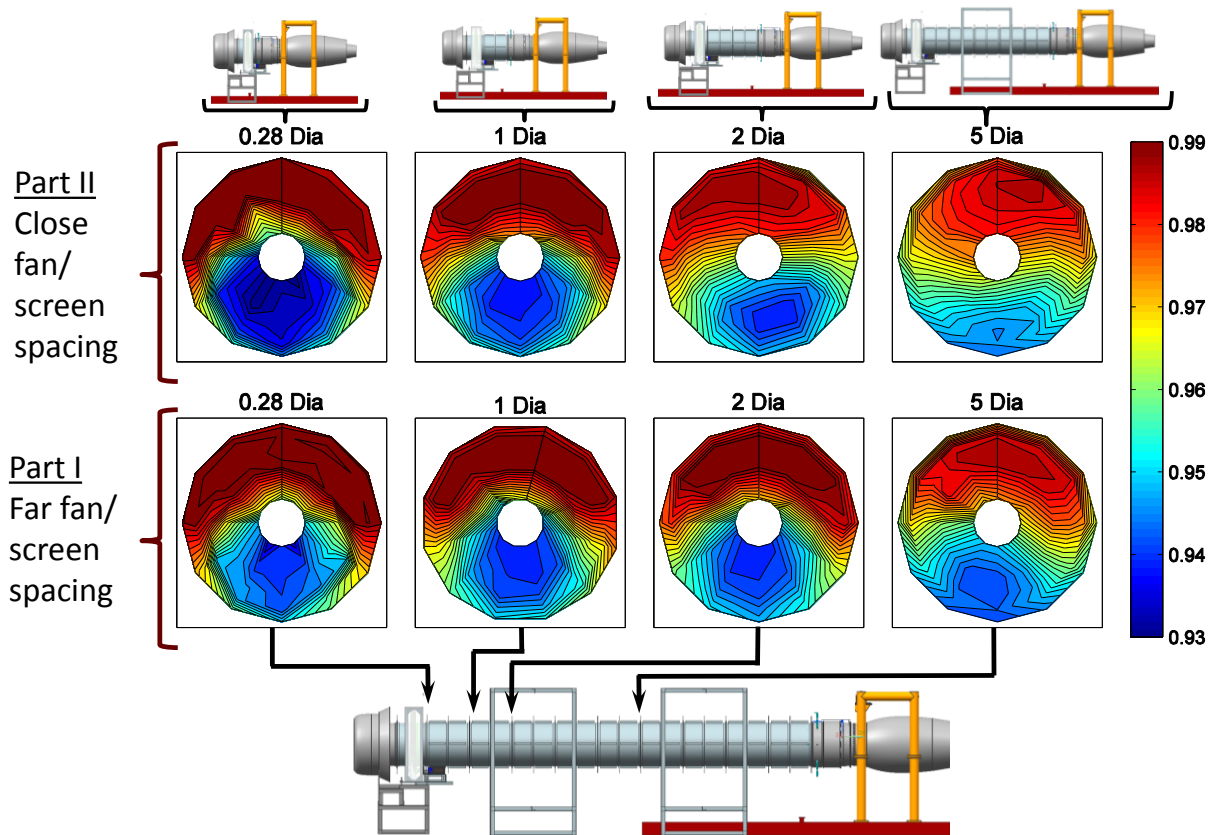 0.28 Dia
1 Dia
2 Dia
5 Dia
Part II
Close
fan/
screen
spacing
0.28 Dia
1 Dia
2 Dia
5 Dia
Part I
Far fan/
screen
spacing
0.99
0.98
0.97
0.96
0.95
0.94
0.93